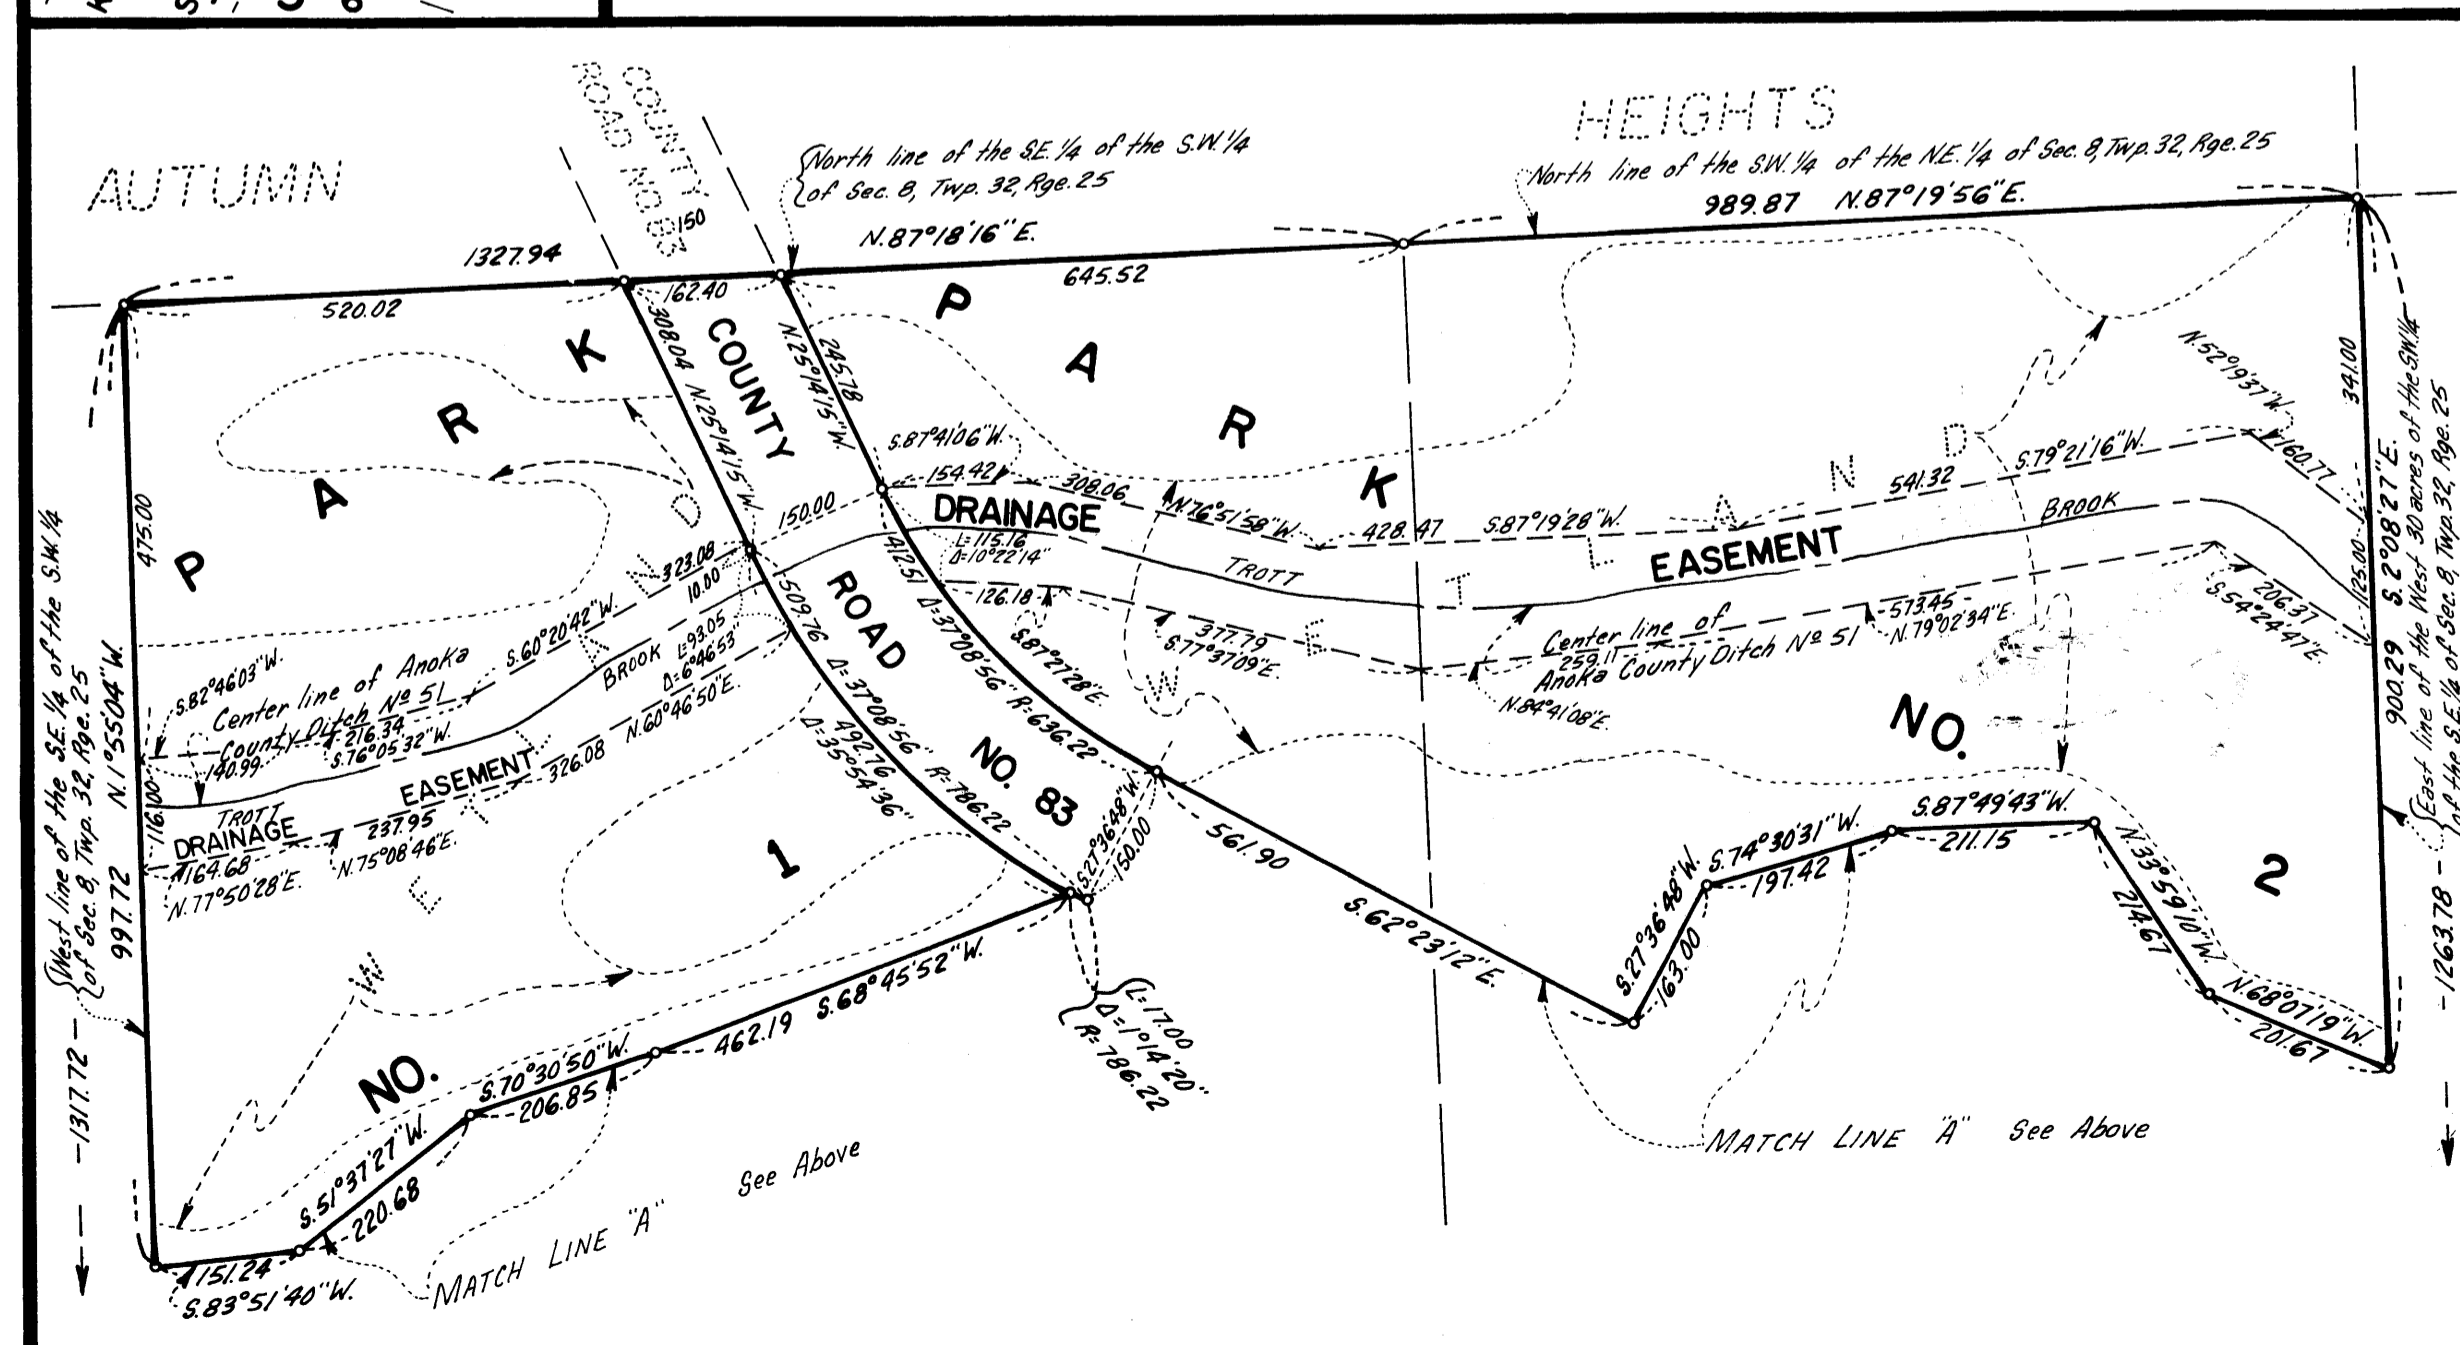 AUTUMN
HEIGHTS
COUNTY
ROAD NO. 83
150
North line of the S.E. 1/4 of the S.W. 1/4
of Sec. 8, Twp. 32, Rge. 25
N.87°18'16"E.
North line of the S.W. 1/4 of the N.E. 1/4 of Sec. 8, Twp. 32, Rge. 25
989.87 N.87°19'56"E.
1327.94
520.02
162.40
645.52
PARK
NO. 1
PARK
NO. 2
COUNTY
ROAD
NO. 83
308.04 N.25°14'15"W.
245.78
N.25°14'15"W.
S.87°41'06"W.
154.42
308.06
N.76°51'58"W.
428.47
S.87°19'28"W.
541.32
S.79°21'16"W.
N.52°19'37"W.
160.77
341.00
125.00
900.29 S.2°08'27"E.
East line of the West 30 acres of the S.W. 1/4
of the S.E. 1/4 of Sec. 8, Twp. 32, Rge. 25
1263.78
DRAINAGE
EASEMENT
TROTT
BROOK
L=115.16
Δ=10°22'14"
412.51 Δ=37°08'56" R=636.22
126.18
S.87°27'28"E.
377.79
S.77°37'09"E.
259.11
N.84°41'08"E.
Center line of
Anoka County Ditch Nº 51
573.45
N.79°02'34"E.
206.37
S.54°24'47"E.
WETLAND
150.00
10.00
323.08
S.60°20'42"W.
509.76 Δ=37°08'56" R=786.22
492.76
Δ=35°54'36"
L=93.05
Δ=6°46'53"
N.60°46'50"E.
326.08
BROOK
TROTT
DRAINAGE
EASEMENT
S.82°46'03"W.
140.99
Center line of Anoka
County Ditch Nº 51
216.34
S.76°05'32"W.
237.95
N.75°08'46"E.
164.68
N.77°50'28"E.
WETLAND
475.00
116.00
997.72 N.1°55'04"W.
West line of the S.E. 1/4 of the S.W. 1/4
of Sec. 8, Twp. 32, Rge. 25
1317.72
S.27°36'48"W.
150.00
561.90
S.62°23'12"E.
S.27°36'48"W.
163.00
S.74°30'31"W.
197.42
S.87°49'43"W.
211.15
N.33°59'10"W.
214.67
N.68°07'19"W.
201.67
L=17.00
Δ=1°14'20"
R=786.22
462.19 S.68°45'52"W.
S.70°30'50"W.
206.85
S.51°37'27"W.
220.68
151.24
S.83°51'40"W.
MATCH LINE "A" See Above
MATCH LINE "A" See Above